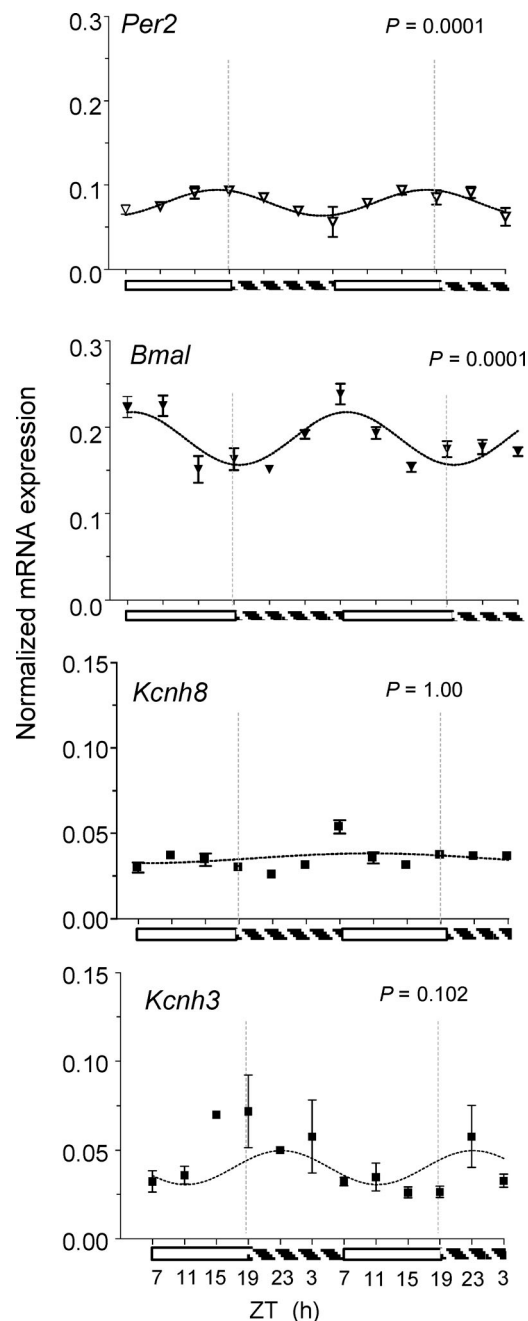 Per2
P = 0.0001
0.3
0.2
0.1
0.0
Bmal
P = 0.0001
0.3
0.2
0.1
0.0
Normalized mRNA expression
Kcnh8
P = 1.00
0.15
0.10
0.05
0.00
Kcnh3
P = 0.102
0.15
0.10
0.05
0.00
7 11 15 19 23 3 7 11 15 19 23 3
ZT (h)